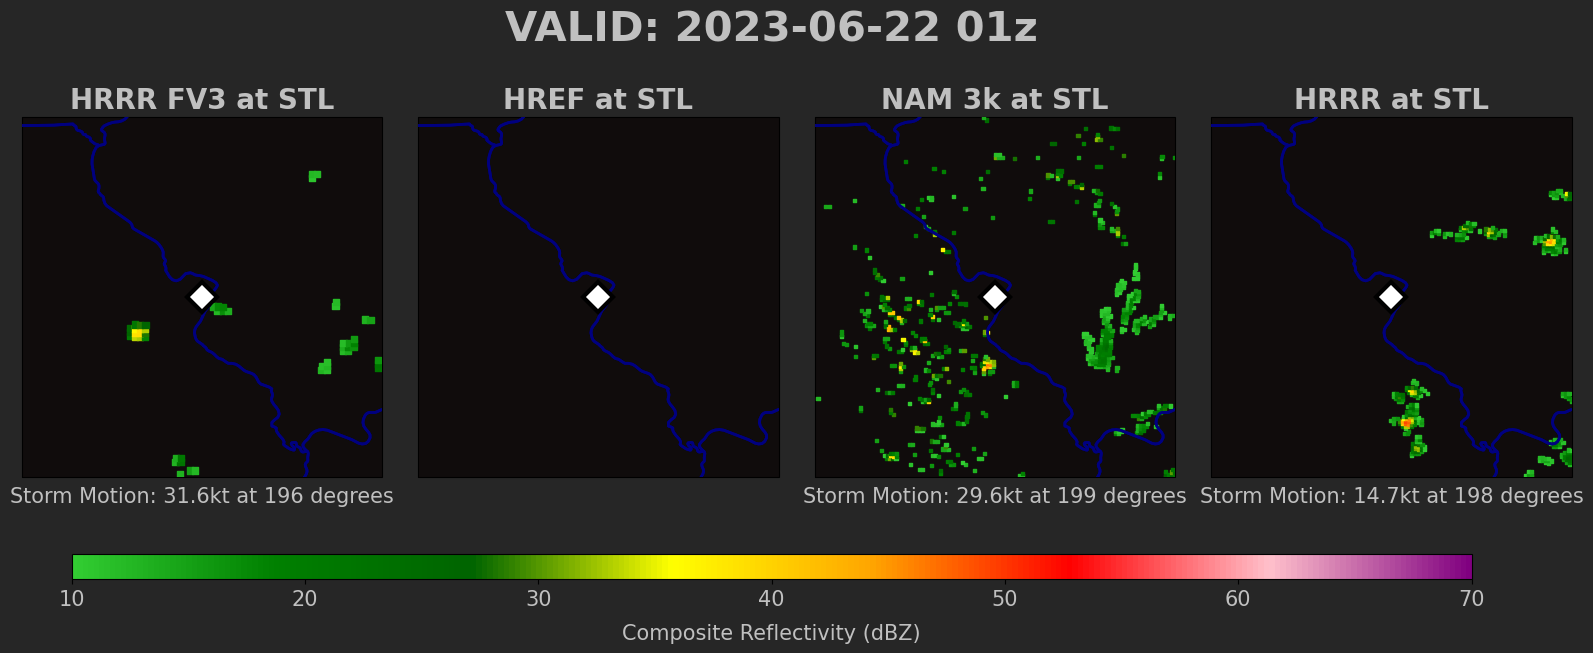 VALID: 2023-06-22 01z
HRRR FV3 at STL
HREF at STL
NAM 3k at STL
HRRR at STL
Storm Motion: 31.6kt at 196 degrees
Storm Motion: 29.6kt at 199 degrees
Storm Motion: 14.7kt at 198 degrees
10 20 30 40 50 60 70
Composite Reflectivity (dBZ)